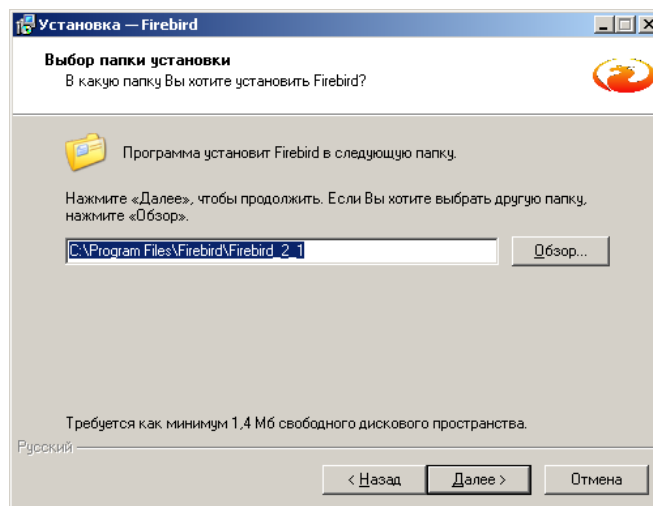 Установка — Firebird
Выбор папки установки
В какую папку Вы хотите установить Firebird?
Программа установит Firebird в следующую папку.
Нажмите «Далее», чтобы продолжить. Если Вы хотите выбрать другую папку,
нажмите «Обзор».
C:\Program Files\Firebird\Firebird_2_1
Обзор...
Требуется как минимум 1,4 Мб свободного дискового пространства.
Русский
< Назад
Далее >
Отмена